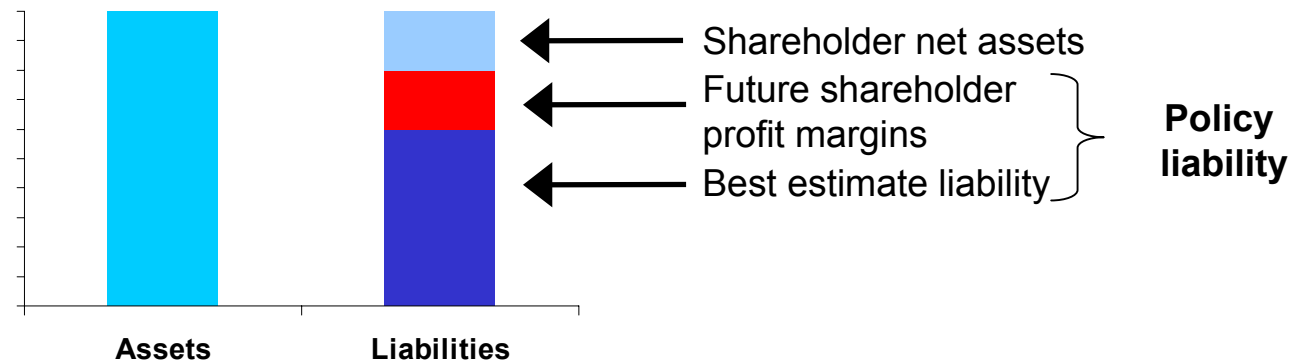 Shareholder net assets
Future shareholder
profit margins
Best estimate liability
Policy
liability
Assets
Liabilities